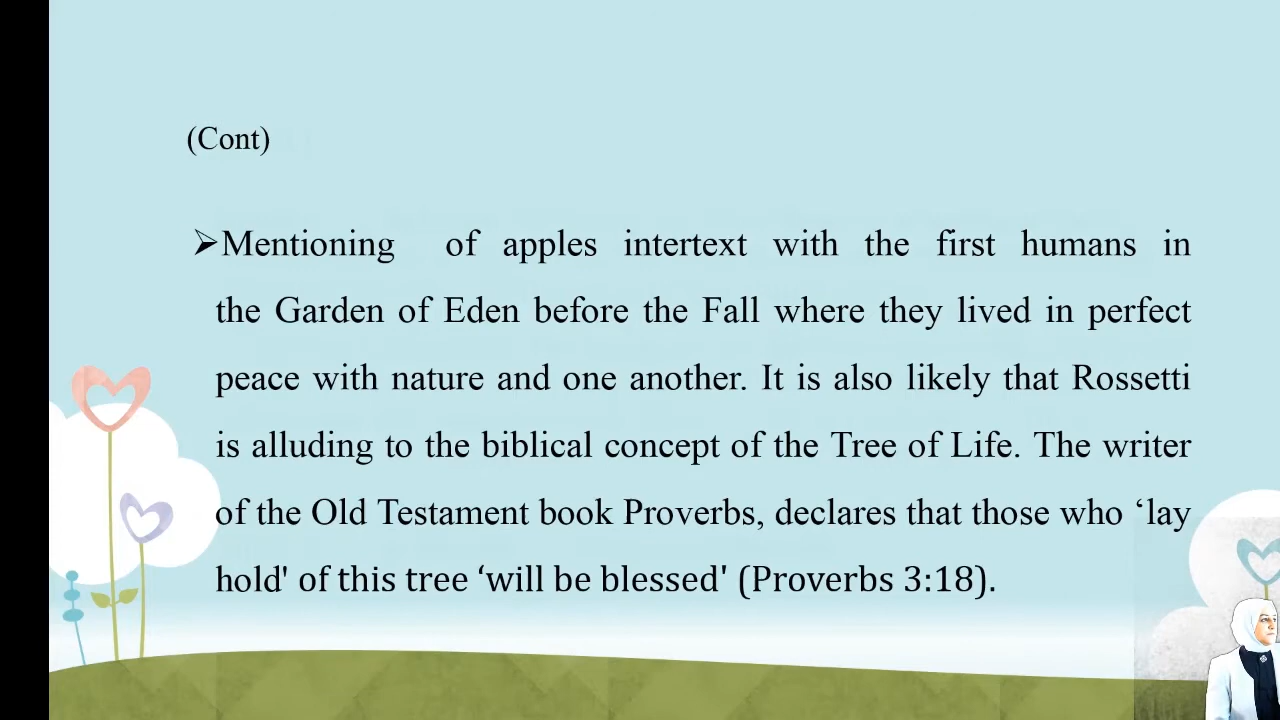 (Cont)
➢Mentioning of apples intertext with the first humans in
the Garden of Eden before the Fall where they lived in perfect
peace with nature and one another. It is also likely that Rossetti
is alluding to the biblical concept of the Tree of Life. The writer
of the Old Testament book Proverbs, declares that those who ‘lay
hold' of this tree ‘will be blessed' (Proverbs 3:18).